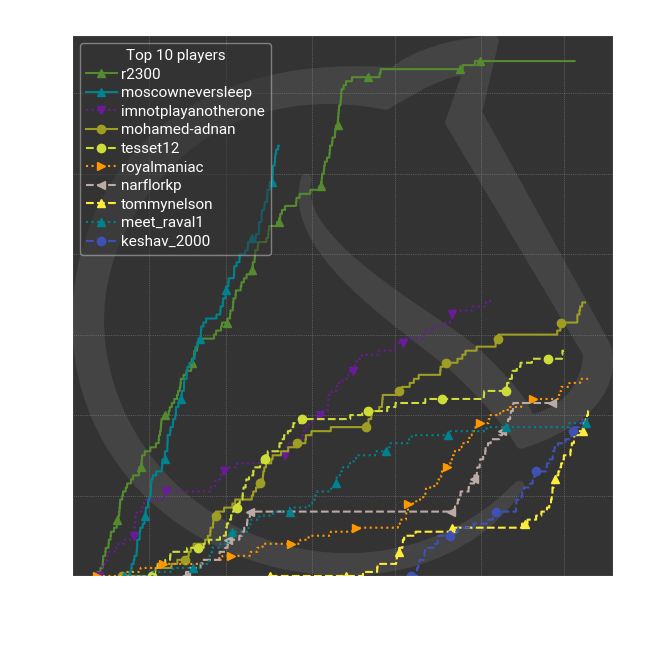 Top 10 players
r2300
moscowneversleep
imnotplayanotherone
mohamed-adnan
tesset12
royalmaniac
narflorkp
tommynelson
meet_raval1
keshav_2000